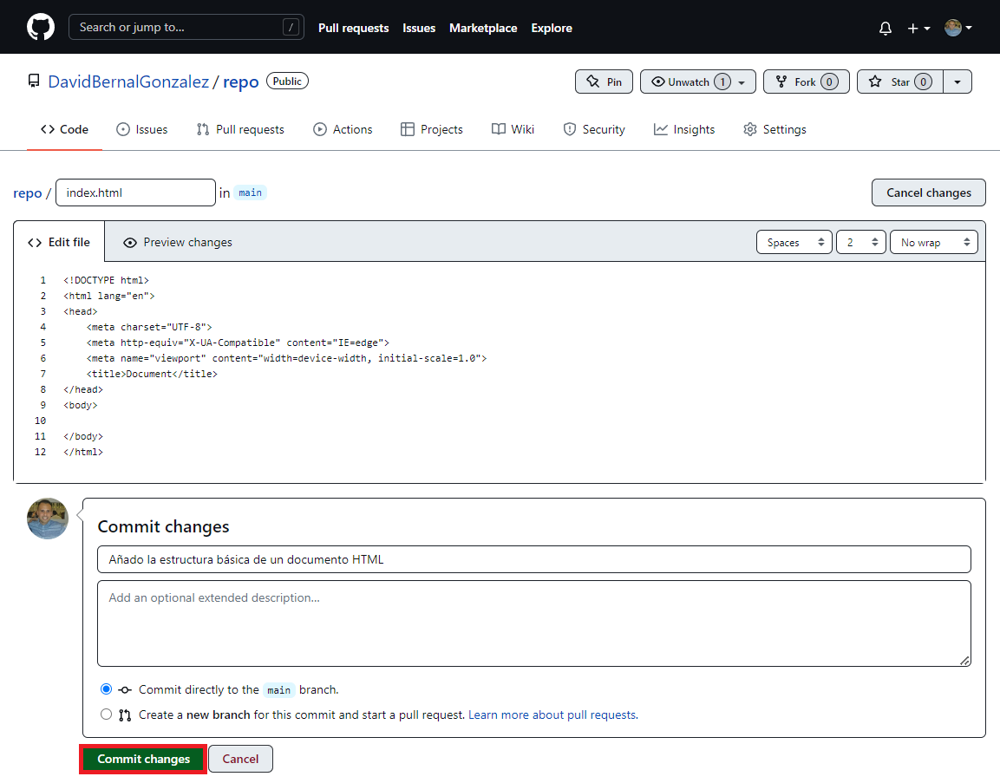 Search or jump to... /
Pull requests Issues Marketplace Explore
DavidBernalGonzalez / repo Public
Pin Unwatch 1 Fork 0 Star 0
Code Issues Pull requests Actions Projects Wiki Security Insights Settings
repo / index.html in main Cancel changes
<> Edit file Preview changes Spaces 2 No wrap
1 <!DOCTYPE html>
2 <html lang="en">
3 <head>
4     <meta charset="UTF-8">
5     <meta http-equiv="X-UA-Compatible" content="IE=edge">
6     <meta name="viewport" content="width=device-width, initial-scale=1.0">
7     <title>Document</title>
8 </head>
9 <body>
10
11 </body>
12 </html>
Commit changes
Añado la estructura básica de un documento HTML
Add an optional extended description...
Commit directly to the main branch.
Create a new branch for this commit and start a pull request. Learn more about pull requests.
Commit changes Cancel